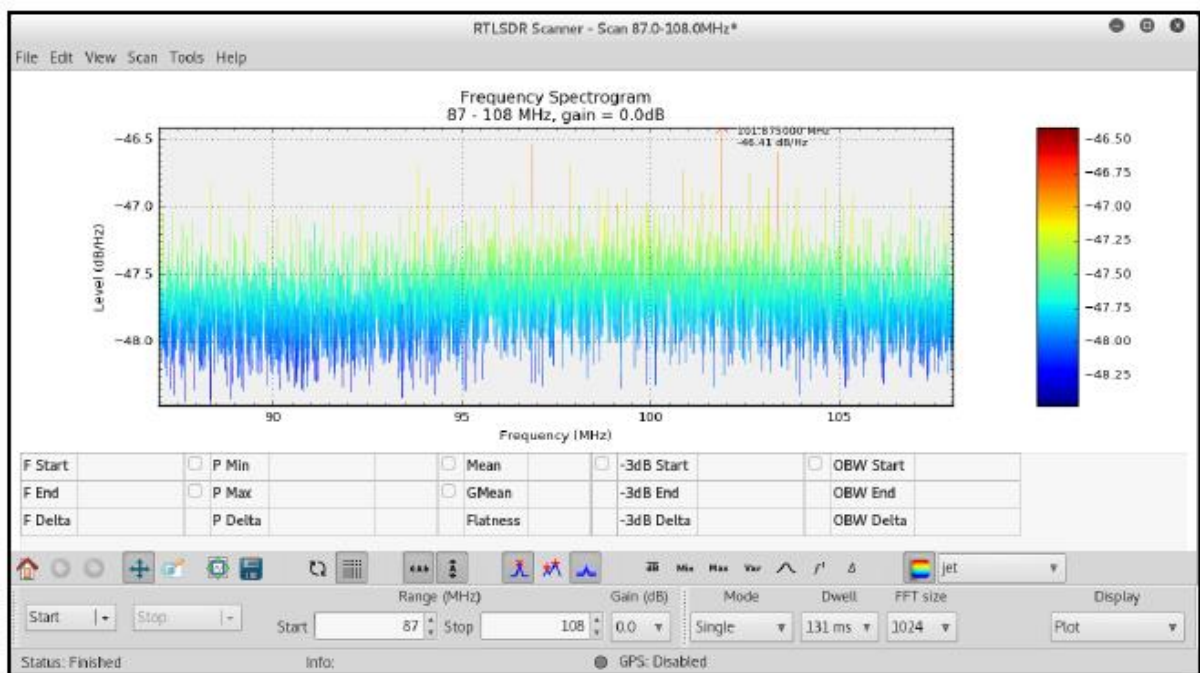 RTLSDR Scanner - Scan 87.0-108.0MHz*
File Edit View Scan Tools Help
Frequency Spectrogram
87 - 108 MHz, gain = 0.0dB
101.875000 MHz
-46.41 dB/Hz
−46.5
−47.0
−47.5
−48.0
Level (dB/Hz)
90 95 100 105
Frequency (MHz)
−46.50
−46.75
−47.00
−47.25
−47.50
−47.75
−48.00
−48.25
F Start P Min Mean -3dB Start OBW Start
F End P Max GMean -3dB End OBW End
F Delta P Delta Flatness -3dB Delta OBW Delta
dB Min Max Var f' Δ jet
Range (MHz) Gain (dB) Mode Dwell FFT size Display
Start Stop Start 87 Stop 108 0.0 Single 131 ms 1024 Plot
Status: Finished Info: GPS: Disabled